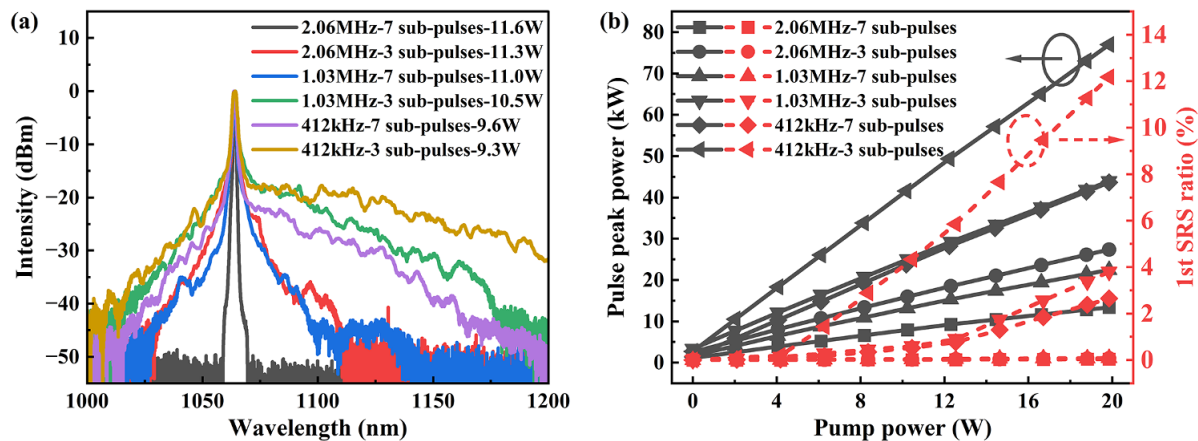 (a)
2.06MHz-7 sub-pulses-11.6W
2.06MHz-3 sub-pulses-11.3W
1.03MHz-7 sub-pulses-11.0W
1.03MHz-3 sub-pulses-10.5W
412kHz-7 sub-pulses-9.6W
412kHz-3 sub-pulses-9.3W
10
0
−10
−20
−30
−40
−50
Intensity (dBm)
1000
1050
1100
1150
1200
Wavelength (nm)
(b)
2.06MHz-7 sub-pulses
2.06MHz-3 sub-pulses
1.03MHz-7 sub-pulses
1.03MHz-3 sub-pulses
412kHz-7 sub-pulses
412kHz-3 sub-pulses
80
70
60
50
40
30
20
10
0
Pulse peak power (kW)
0
4
8
12
16
20
Pump power (W)
14
12
10
8
6
4
2
0
1st SRS ratio (%)